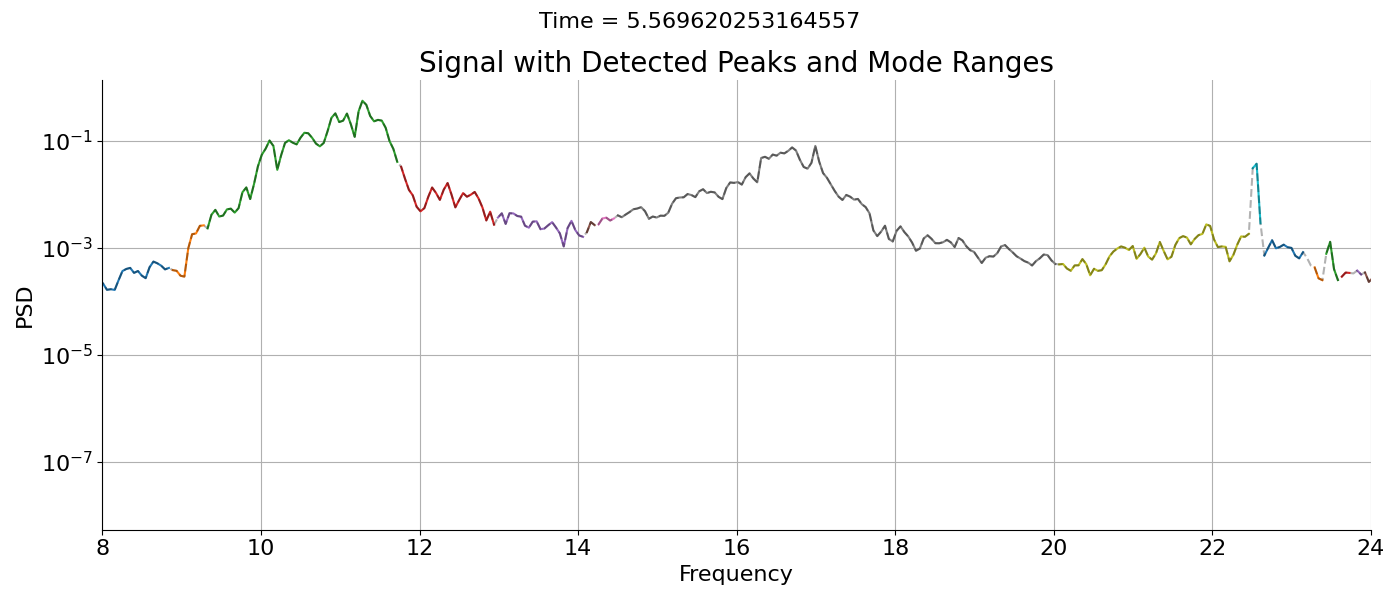 Time = 5.569620253164557
Signal with Detected Peaks and Mode Ranges
PSD
10⁻¹
10⁻³
10⁻⁵
10⁻⁷
8 10 12 14 16 18 20 22 24
Frequency